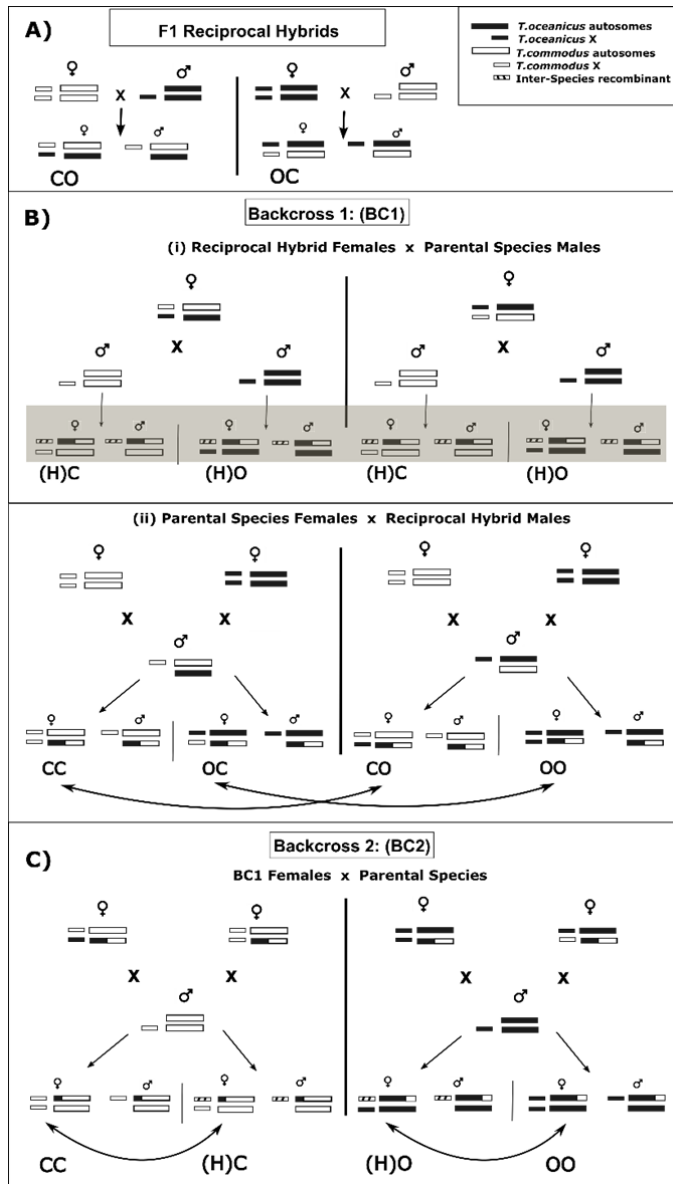 A)
F1 Reciprocal Hybrids
T.oceanicus autosomes
T.oceanicus X
T.commodus autosomes
T.commodus X
Inter-Species recombinant
♀ ♂ ♀ ♂
X X
♀ ♂ ♀ ♂
CO OC
B)
Backcross 1: (BC1)
(i) Reciprocal Hybrid Females x Parental Species Males
♀ ♀
X X
♂ ♂ ♂ ♂
♀ ♂ ♀ ♂ ♀ ♂ ♀ ♂
(H)C (H)O (H)C (H)O
(ii) Parental Species Females x Reciprocal Hybrid Males
♀ ♀ ♀ ♀
X X X X
♂ ♂
♀ ♂ ♀ ♂ ♀ ♂ ♀ ♂
CC OC CO OO
C)
Backcross 2: (BC2)
BC1 Females x Parental Species
♀ ♀ ♀ ♀
X X X X
♂ ♂
♀ ♂ ♀ ♂ ♀ ♂ ♀ ♂
CC (H)C (H)O OO